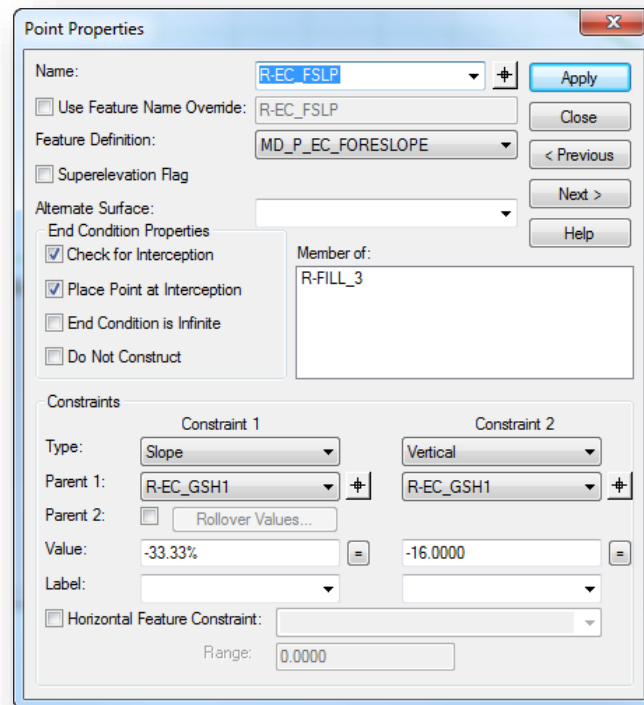 Point Properties
x
Name: R-EC_FSLP Apply
Use Feature Name Override: R-EC_FSLP Close
Feature Definition: MD_P_EC_FORESLOPE < Previous
Superelevation Flag Next >
Alternate Surface: Help
End Condition Properties Member of:
Check for Interception R-FILL_3
Place Point at Interception
End Condition is Infinite
Do Not Construct
Constraints
Constraint 1 Constraint 2
Type: Slope Vertical
Parent 1: R-EC_GSH1 R-EC_GSH1
Parent 2: Rollover Values...
Value: -33.33% = -16.0000 =
Label:
Horizontal Feature Constraint:
Range: 0.0000